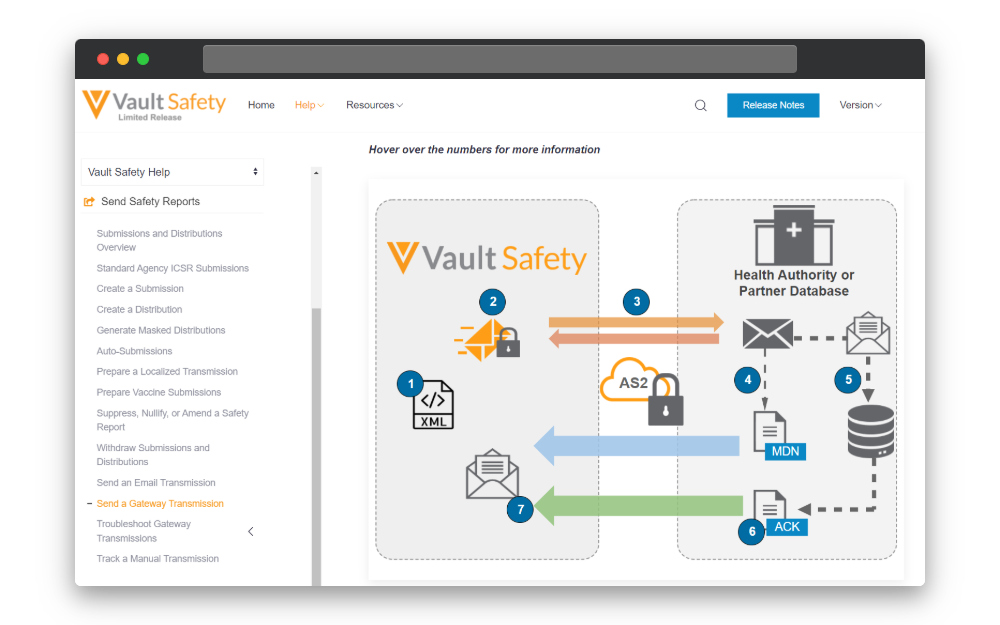 Vault Safety
Limited Release
Home
Help
Resources
Release Notes
Version
Hover over the numbers for more information
Vault Safety Help
Send Safety Reports
Submissions and Distributions
Overview
Standard Agency ICSR Submissions
Create a Submission
Create a Distribution
Generate Masked Distributions
Auto-Submissions
Prepare a Localized Transmission
Prepare Vaccine Submissions
Suppress, Nullify, or Amend a Safety
Report
Withdraw Submissions and
Distributions
Send an Email Transmission
Send a Gateway Transmission
Troubleshoot Gateway
Transmissions
Track a Manual Transmission
Vault Safety
Health Authority or
Partner Database
2
3
1
AS2
4
5
</>
XML
MDN
7
6
ACK